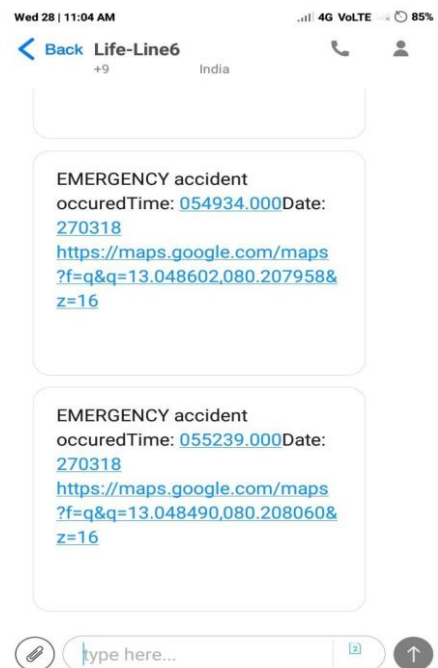 Wed 28 | 11:04 AM 4G VoLTE 85%
Back Life-Line6
+9 India
EMERGENCY accident
occuredTime: 054934.000Date:
270318
https://maps.google.com/maps
?f=q&q=13.048602,080.207958&
z=16
EMERGENCY accident
occuredTime: 055239.000Date:
270318
https://maps.google.com/maps
?f=q&q=13.048490,080.208060&
z=16
type here...
2